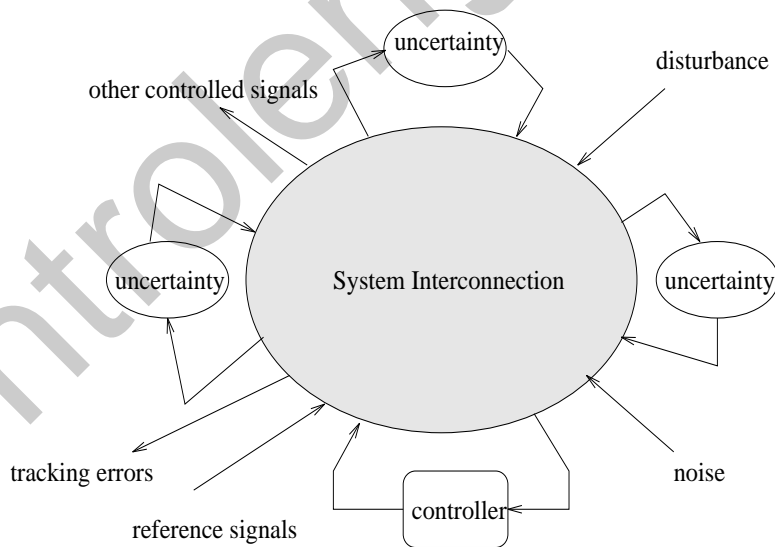 uncertainty
disturbance
other controlled signals
uncertainty
System Interconnection
uncertainty
tracking errors
noise
controller
reference signals